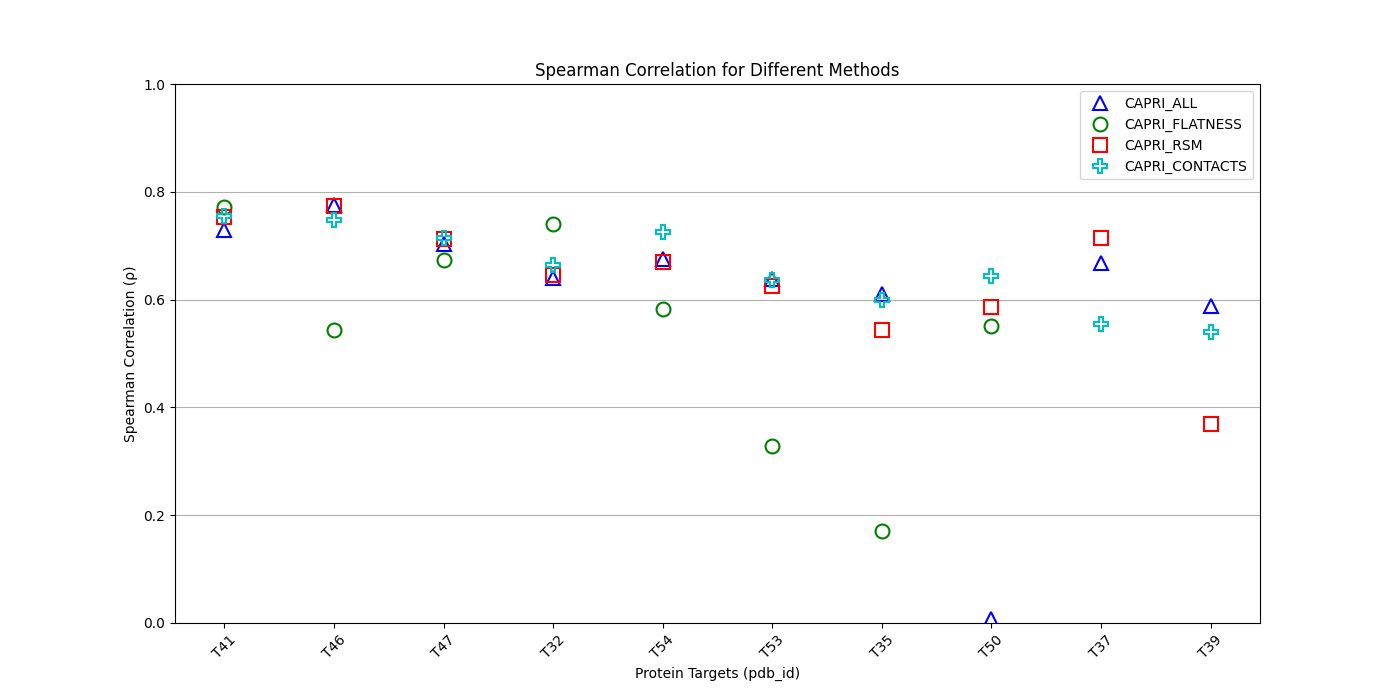 Spearman Correlation for Different Methods
1.0
0.8
0.6
0.4
0.2
0.0
Spearman Correlation (ρ)
CAPRI_ALL
CAPRI_FLATNESS
CAPRI_RSM
CAPRI_CONTACTS
T41
T46
T47
T32
T54
T53
T35
T50
T37
T39
Protein Targets (pdb_id)